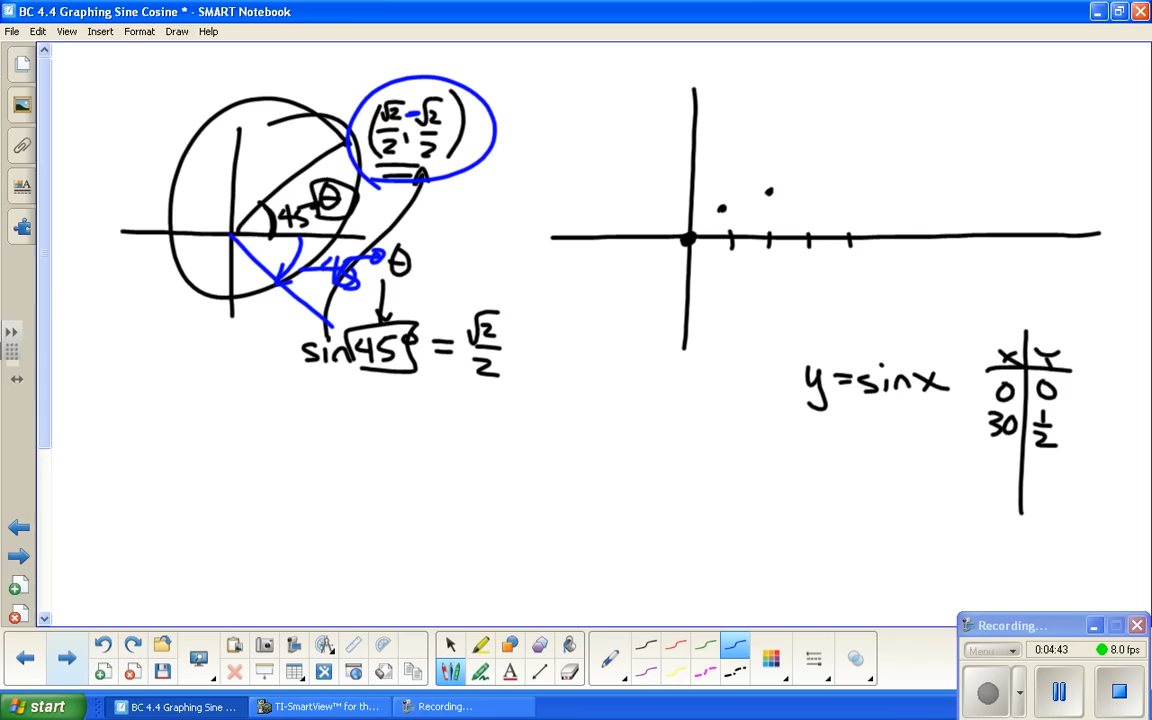 BC 4.4 Graphing Sine Cosine * - SMART Notebook
File Edit View Insert Format Draw Help
(√2/2, -√2/2)
45 θ
θ
sin(45°) = √2/2
y = sin x
X Y
0 0
30 1/2
Recording...
Menu 0:04:43 8.0 fps
start BC 4.4 Graphing Sine ... TI-SmartView™ for th... Recording...